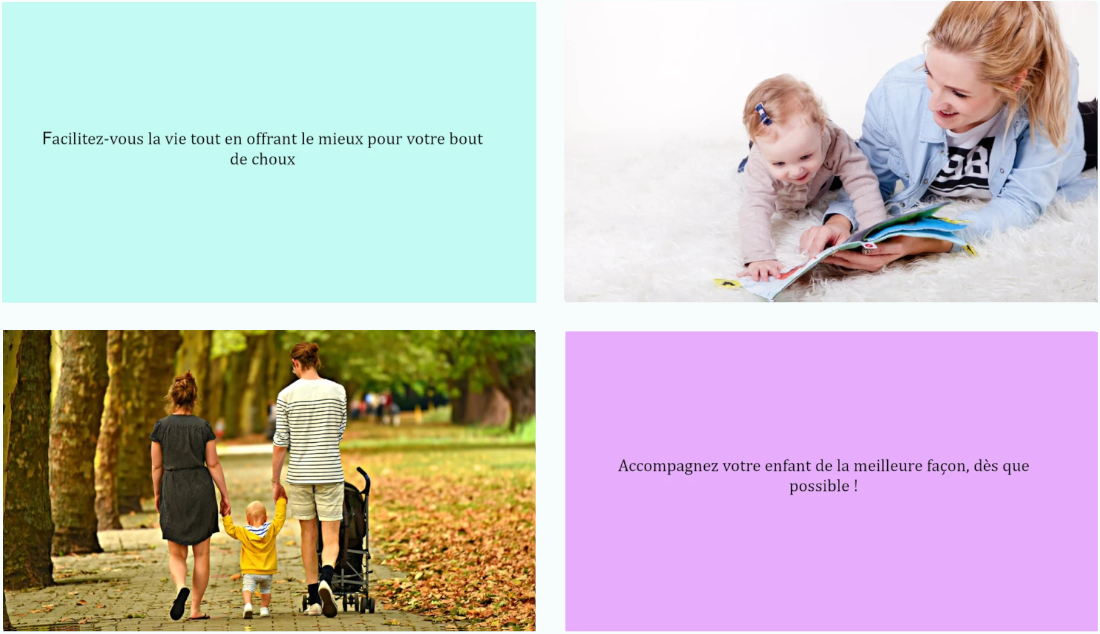 Facilitez-vous la vie tout en offrant le mieux pour votre bout
de choux
98
Accompagnez votre enfant de la meilleure façon, dès que
possible !